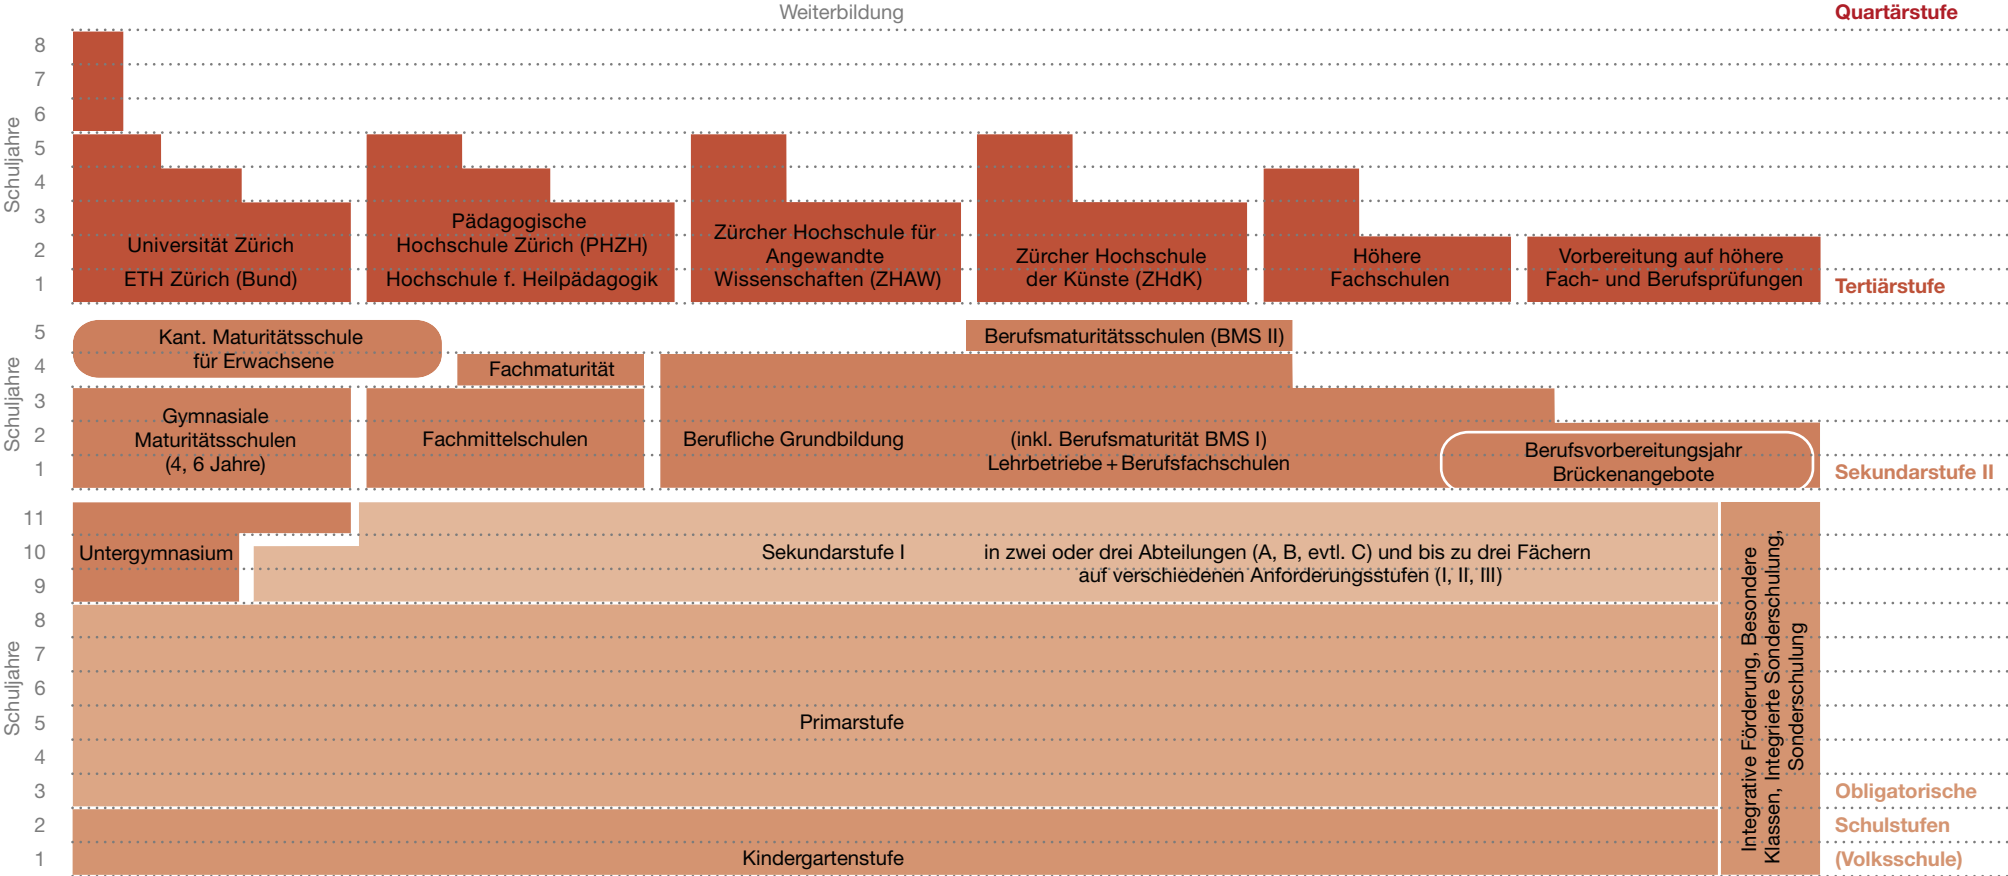 Weiterbildung
Quartärstufe
Schuljahre
8
7
6
5
4
3
2
1
Universität Zürich
ETH Zürich (Bund)
Pädagogische
Hochschule Zürich (PHZH)
Hochschule f. Heilpädagogik
Zürcher Hochschule für
Angewandte
Wissenschaften (ZHAW)
Zürcher Hochschule
der Künste (ZHdK)
Höhere
Fachschulen
Vorbereitung auf höhere
Fach- und Berufsprüfungen
Tertiärstufe
Schuljahre
5
4
3
2
1
Kant. Maturitätsschule
für Erwachsene
Fachmaturität
Berufsmaturitätsschulen (BMS II)
Gymnasiale
Maturitätsschulen
(4, 6 Jahre)
Fachmittelschulen
Berufliche Grundbildung
(inkl. Berufsmaturität BMS I)
Lehrbetriebe + Berufsfachschulen
Berufsvorbereitungsjahr
Brückenangebote
Sekundarstufe II
Schuljahre
11
10
9
8
7
6
5
4
3
2
1
Untergymnasium
Sekundarstufe I
in zwei oder drei Abteilungen (A, B, evtl. C) und bis zu drei Fächern
auf verschiedenen Anforderungsstufen (I, II, III)
Primarstufe
Kindergartenstufe
Integrative Förderung, Besondere
Klassen, Integrierte Sonderschulung,
Sonderschulung
Obligatorische
Schulstufen
(Volksschule)